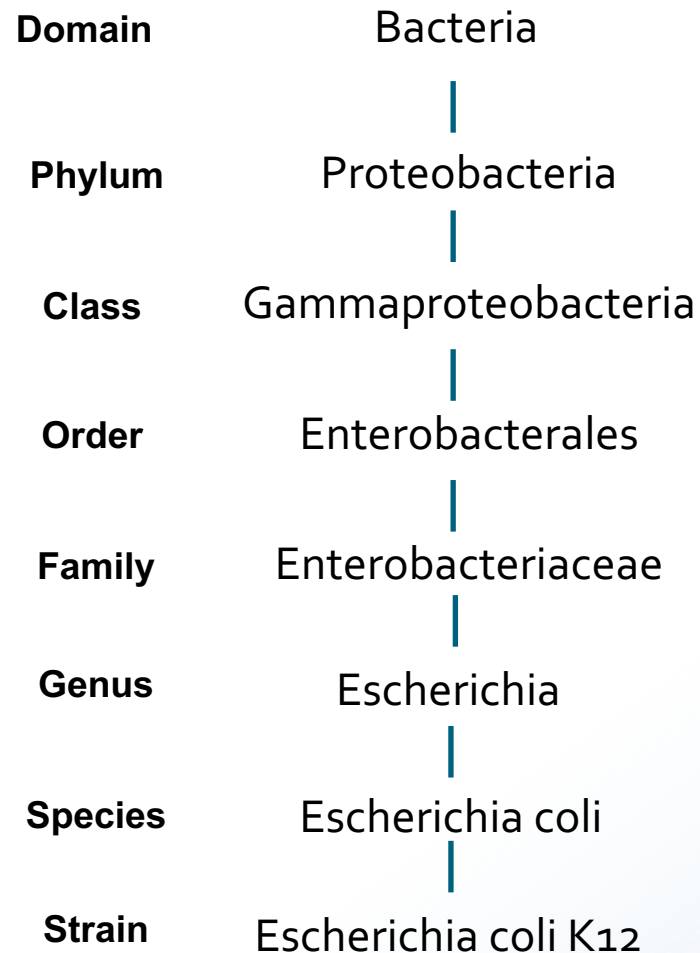 Domain Bacteria
Phylum Proteobacteria
Class Gammaproteobacteria
Order Enterobacterales
Family Enterobacteriaceae
Genus Escherichia
Species Escherichia coli
Strain Escherichia coli K12